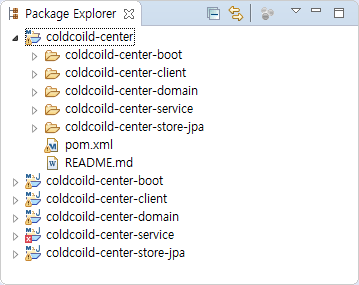 Package Explorer
coldcoild-center
coldcoild-center-boot
coldcoild-center-client
coldcoild-center-domain
coldcoild-center-service
coldcoild-center-store-jpa
pom.xml
README.md
coldcoild-center-boot
coldcoild-center-client
coldcoild-center-domain
coldcoild-center-service
coldcoild-center-store-jpa